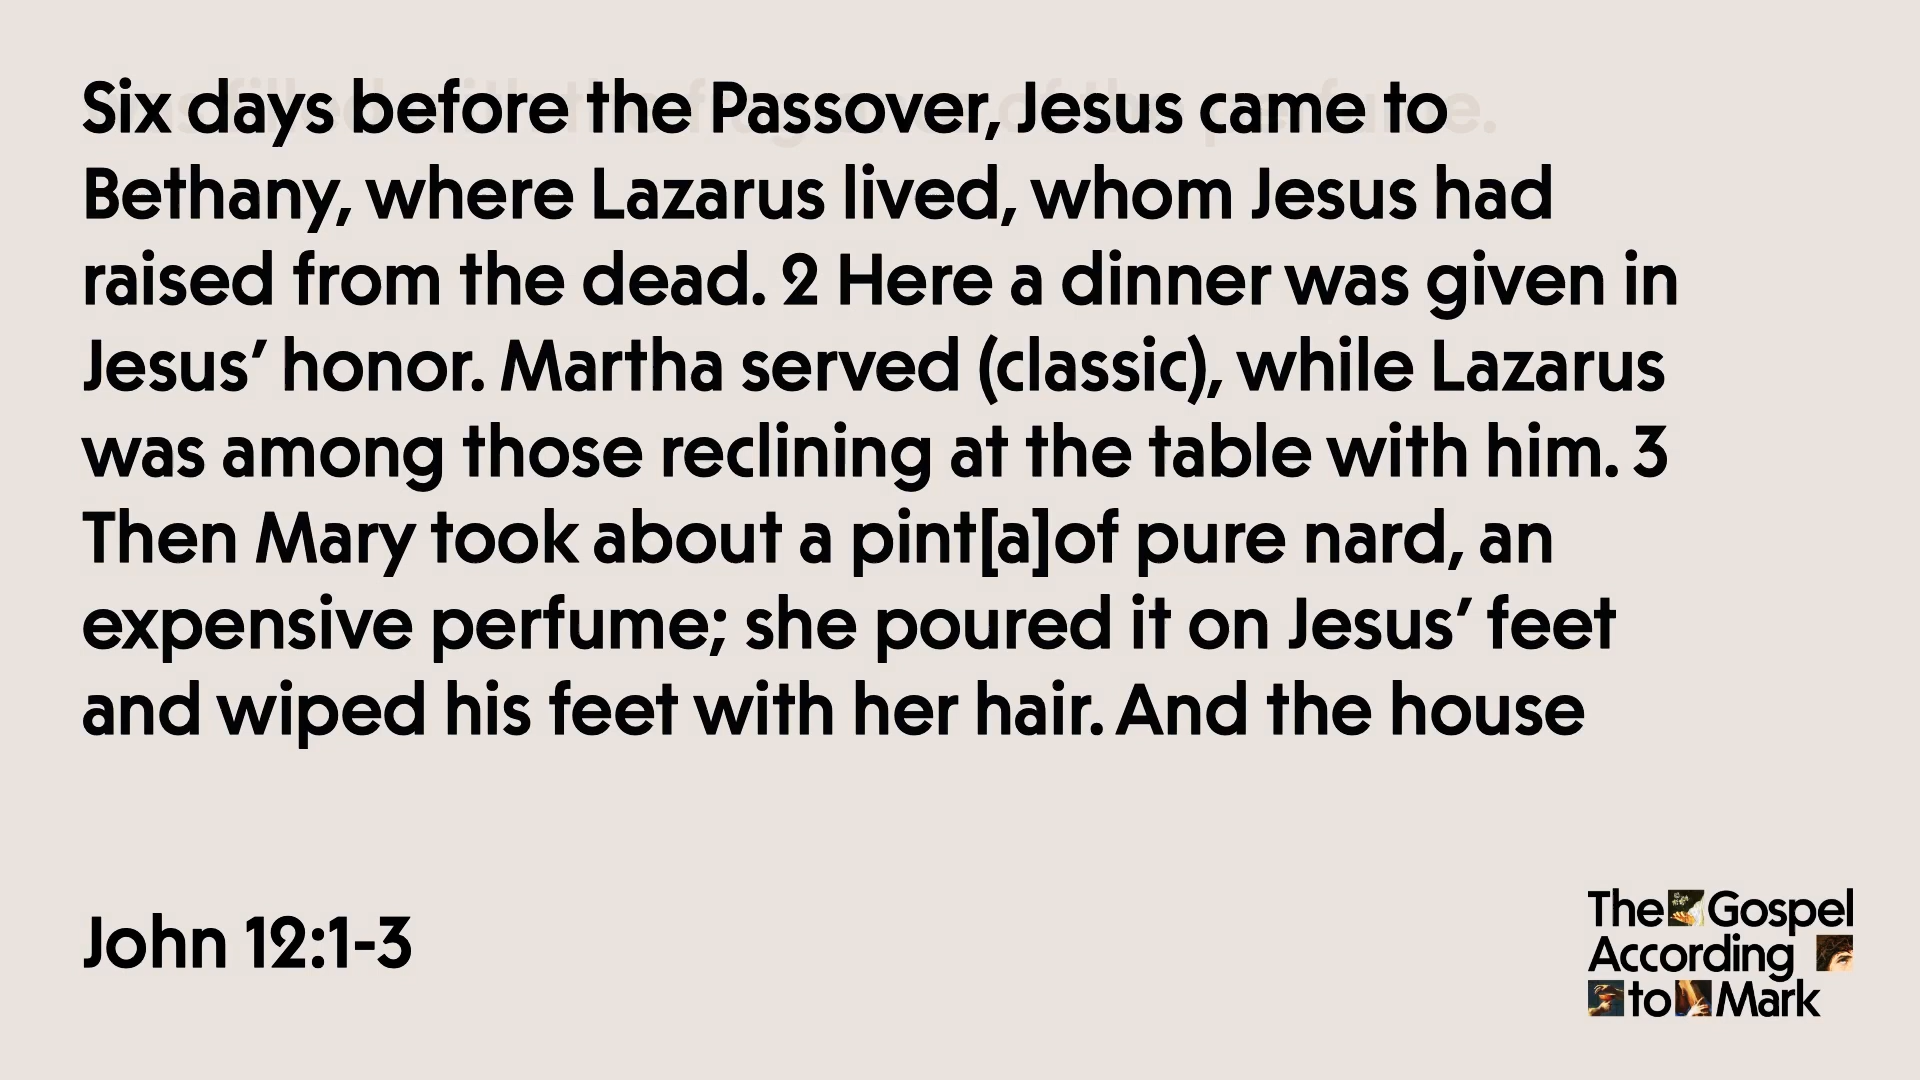 Six days before the Passover, Jesus came to
Bethany, where Lazarus lived, whom Jesus had
raised from the dead. 2 Here a dinner was given in
Jesus’ honor. Martha served (classic), while Lazarus
was among those reclining at the table with him. 3
Then Mary took about a pint[a]of pure nard, an
expensive perfume; she poured it on Jesus’ feet
and wiped his feet with her hair. And the house
John 12:1-3
The Gospel
According
to Mark